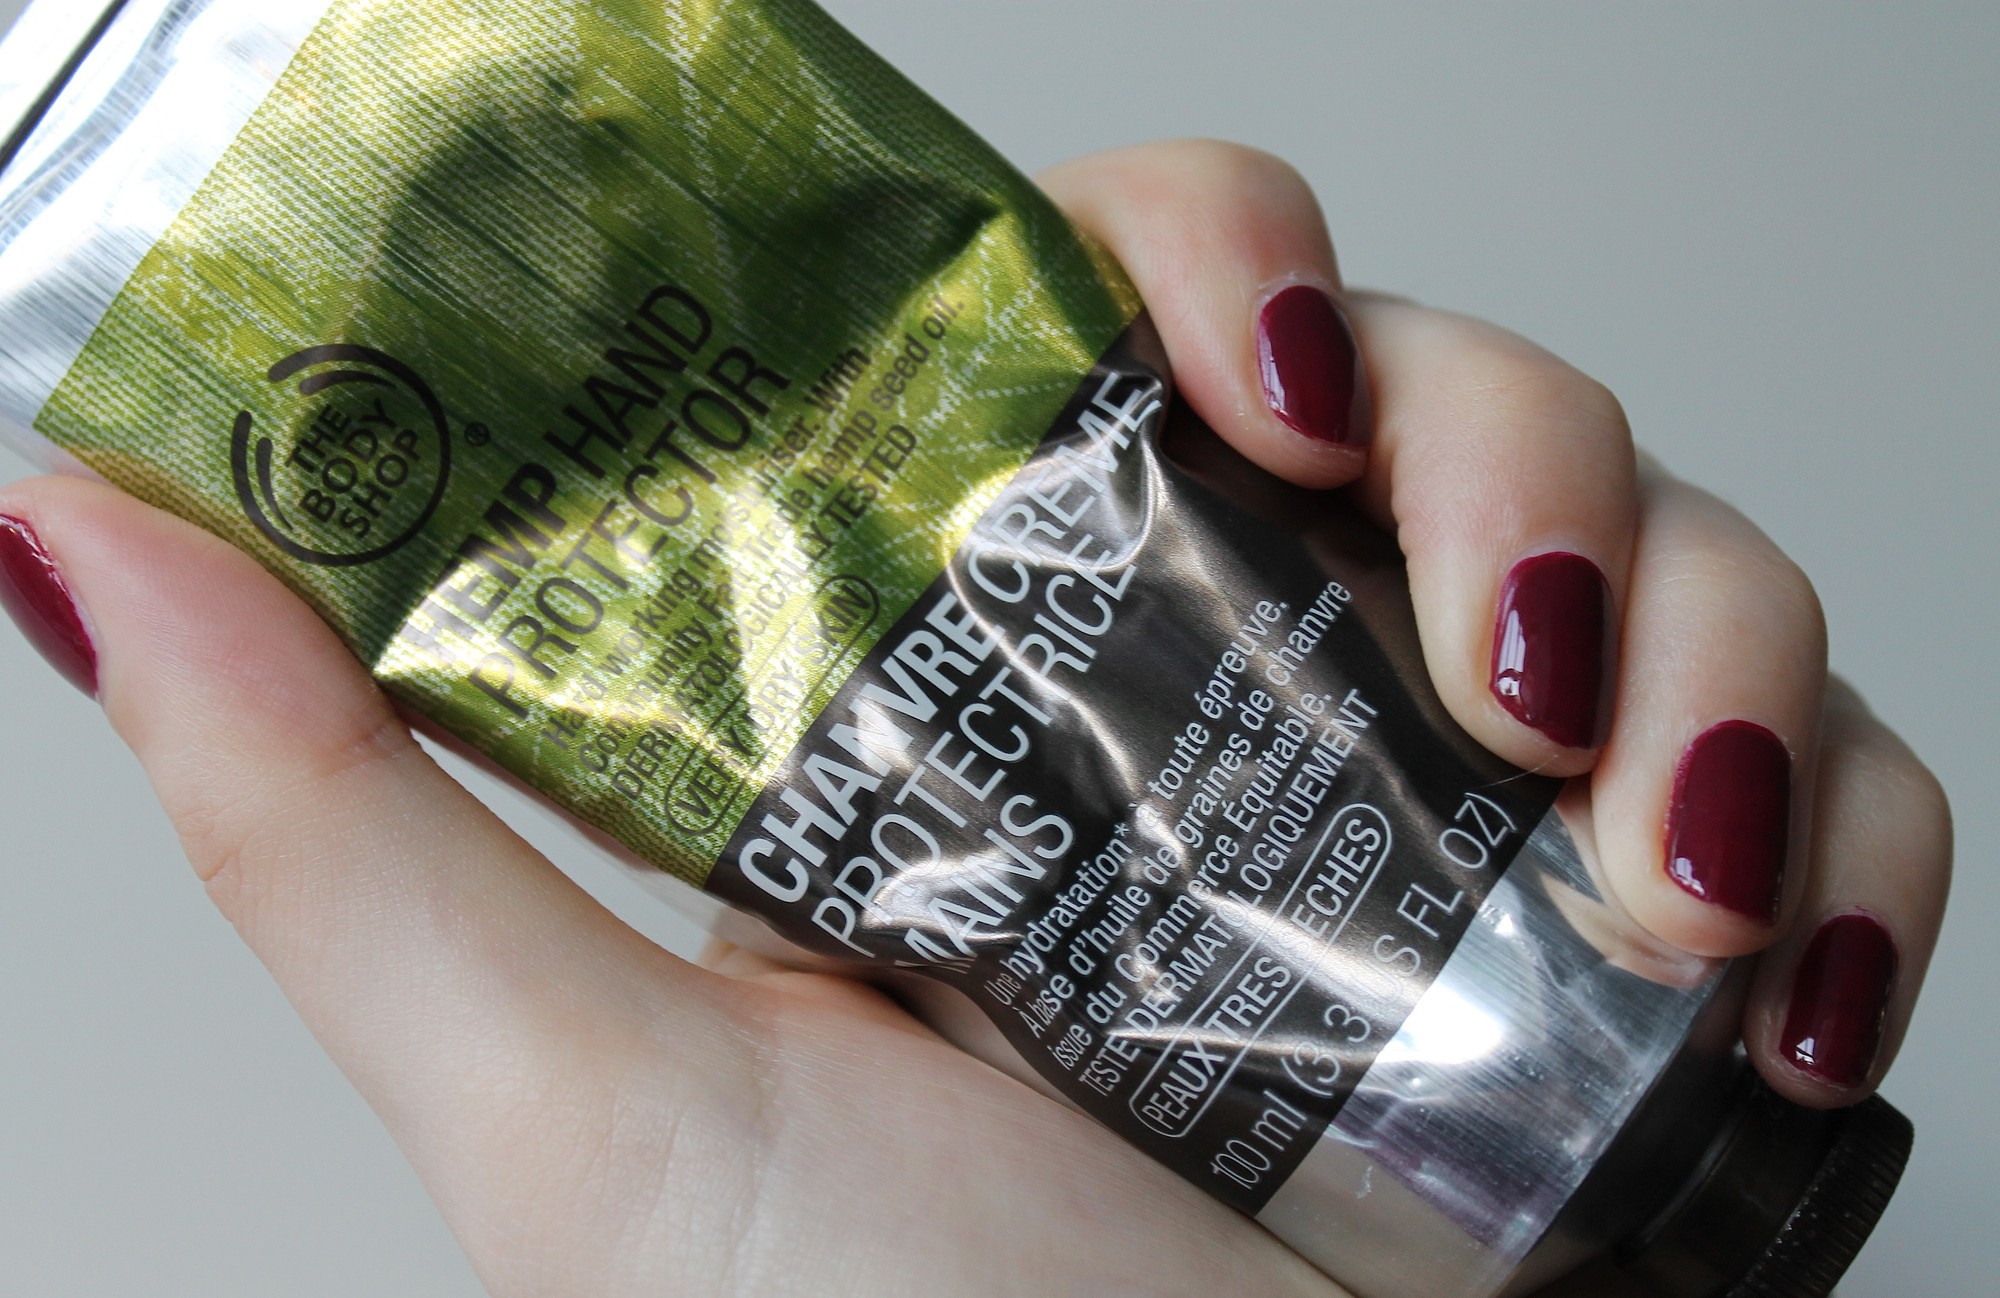 THE
BODY
SHOP
®
HEMP HAND
PROTECTOR
Hard working moisturiser. With
Community Fair Trade hemp seed oil.
DERMATOLOGICALLY TESTED
VERY DRY SKIN
CHANVRE CRÈME
PROTECTRICE
MAINS
Une hydratation* à toute épreuve.
À base d'huile de graines de chanvre
issue du Commerce Équitable.
TESTÉ DERMATOLOGIQUEMENT
PEAUX TRÈS SÈCHES
100 ml (3.3 US FL OZ)